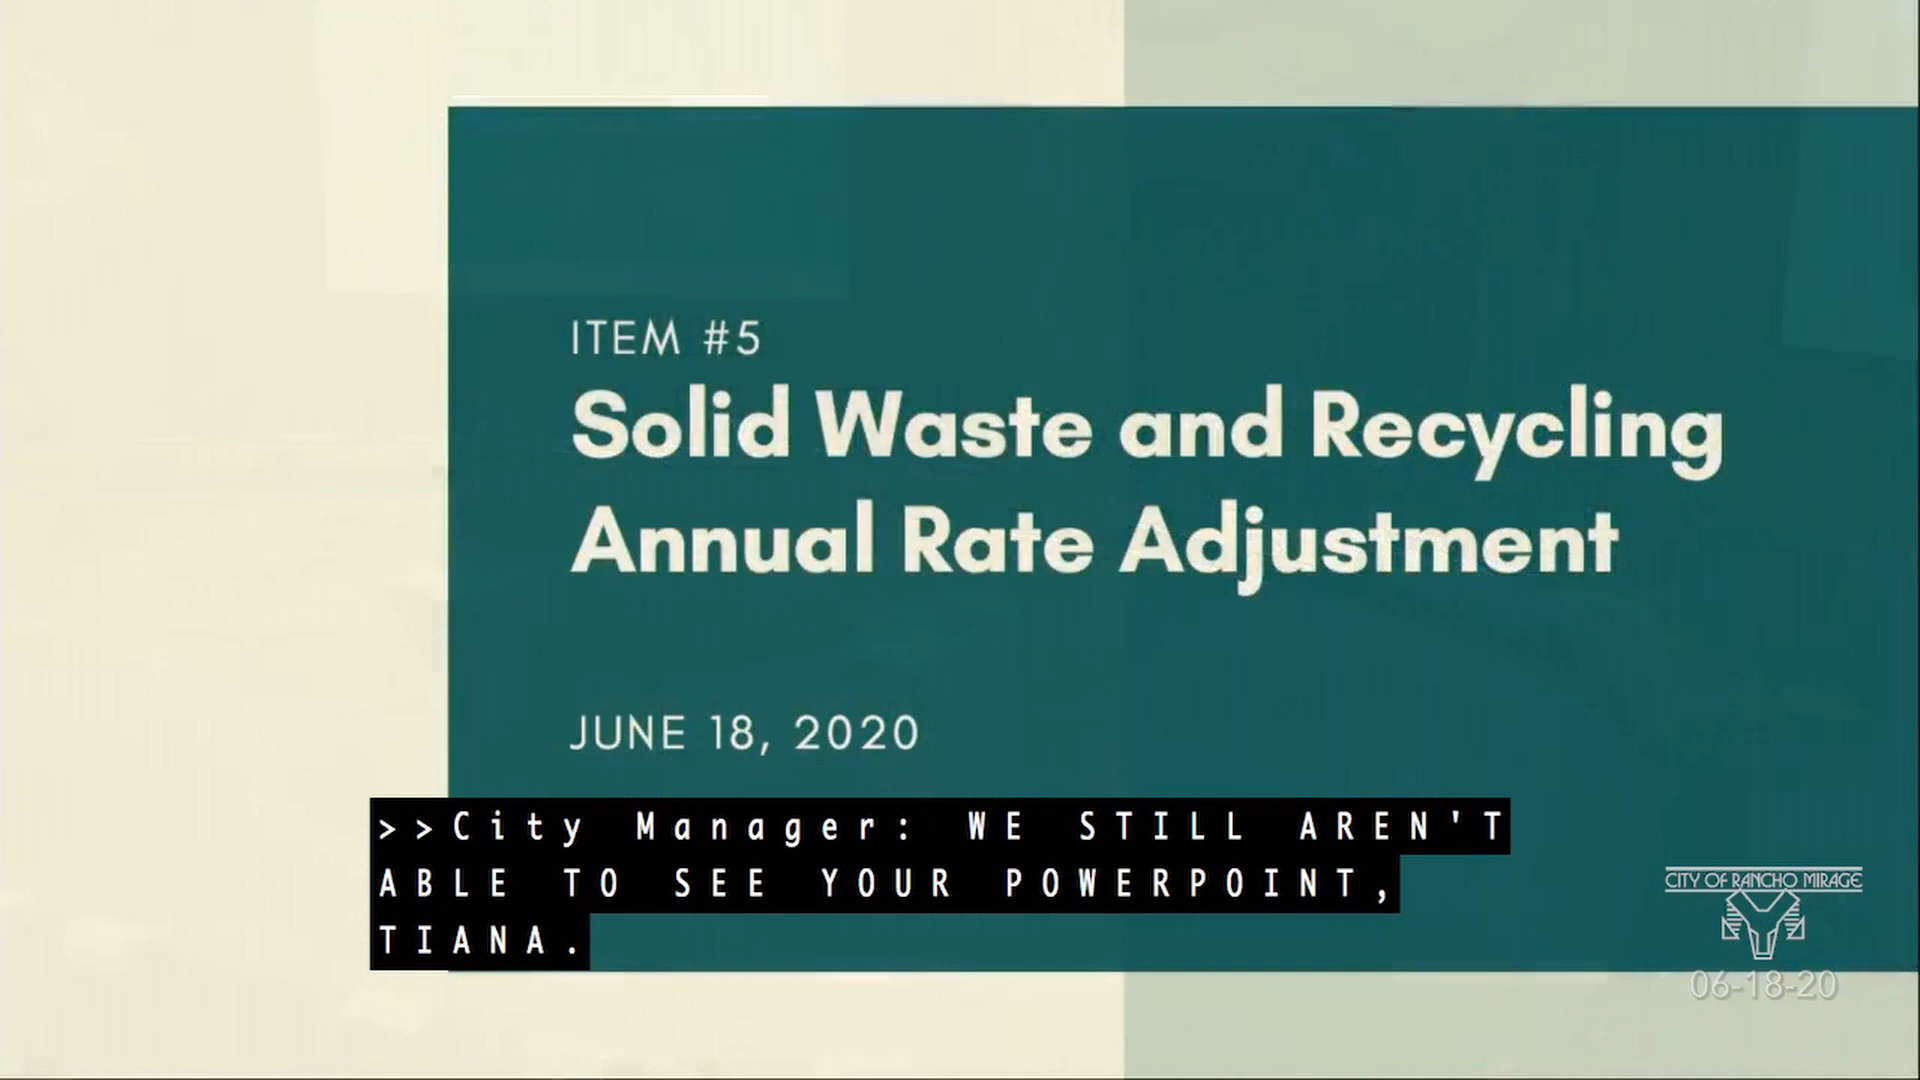 ITEM #5
Solid Waste and Recycling
Annual Rate Adjustment
JUNE 18, 2020
>>City Manager: WE STILL AREN'T
ABLE TO SEE YOUR POWERPOINT,
TIANA.
CITY OF RANCHO MIRAGE
06-18-20